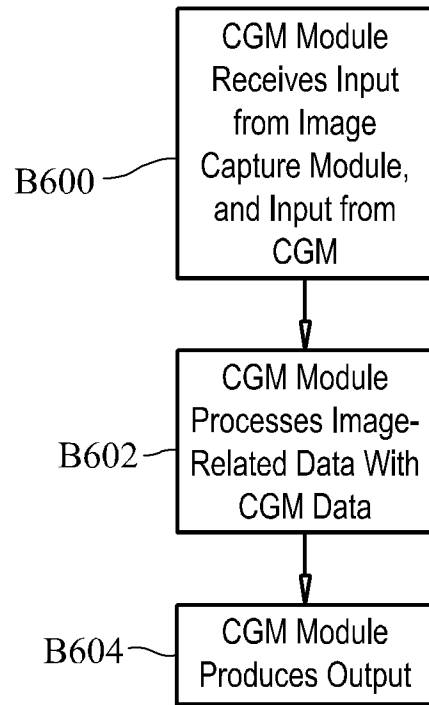 CGM Module
Receives Input
from Image
Capture Module,
and Input from
CGM
B600
CGM Module
Processes Image-
Related Data With
CGM Data
B602
CGM Module
Produces Output
B604